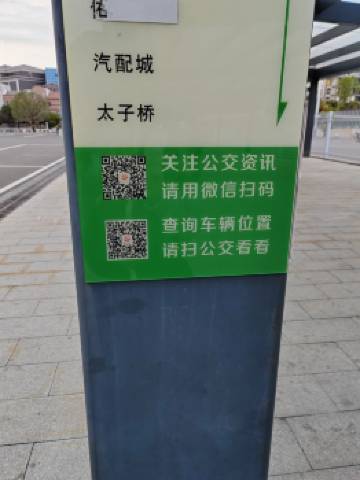 汽配城
太子桥
关注公交资讯
请用微信扫码
查询车辆位置
请扫公交看看